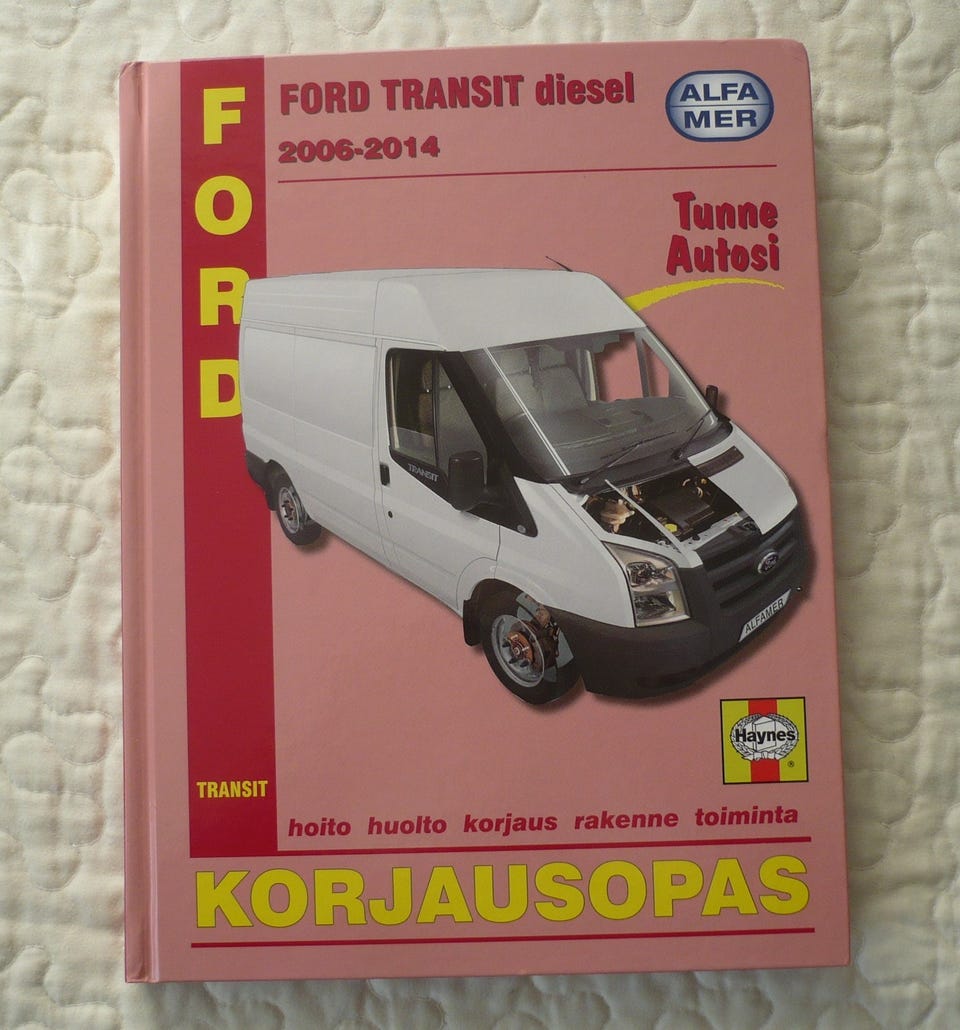 FORD
FORD TRANSIT diesel
2006-2014
ALFA
MER
Tunne
Autosi
TRANSIT
Ford
ALFAMER
Haynes
®
TRANSIT
hoito huolto korjaus rakenne toiminta
KORJAUSOPAS